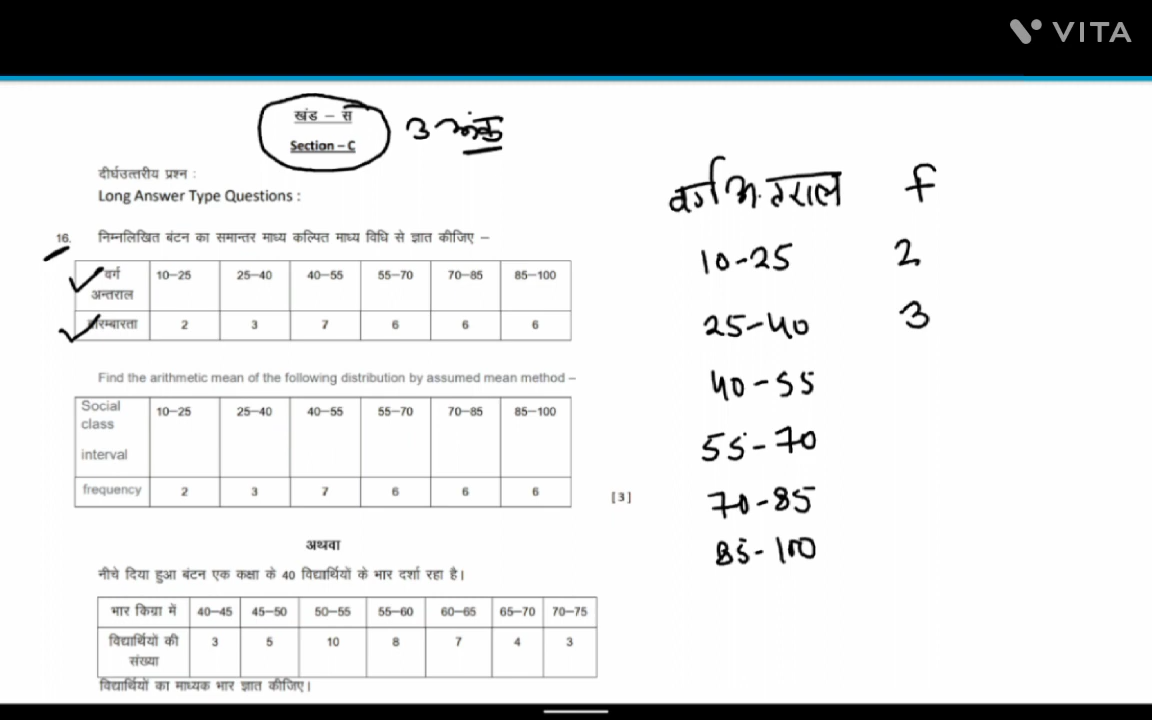 VITA
खंड – स
Section – C
3 अंक
दीर्घउत्तरीय प्रश्न :
Long Answer Type Questions :
16. निम्नलिखित बंटन का समान्तर माध्य कल्पित माध्य विधि से ज्ञात कीजिए –
वर्ग अन्तराल 10–25 25–40 40–55 55–70 70–85 85–100
2 3 7 6 6 6
Find the arithmetic mean of the following distribution by assumed mean method –
Social class interval 10–25 25–40 40–55 55–70 70–85 85–100
frequency 2 3 7 6 6 6
[3]
अथवा
नीचे दिया हुआ बंटन एक कक्षा के 40 विद्यार्थियों के भार दर्शा रहा है।
भार किग्रा में 40–45 45–50 50–55 55–60 60–65 65–70 70–75
विद्यार्थियों की संख्या 3 5 10 8 7 4 3
विद्यार्थियों का माध्यक भार ज्ञात कीजिए।
वर्ग अ.न्तराल f
10-25 2
25-40 3
40-55
55-70
70-85
85-100